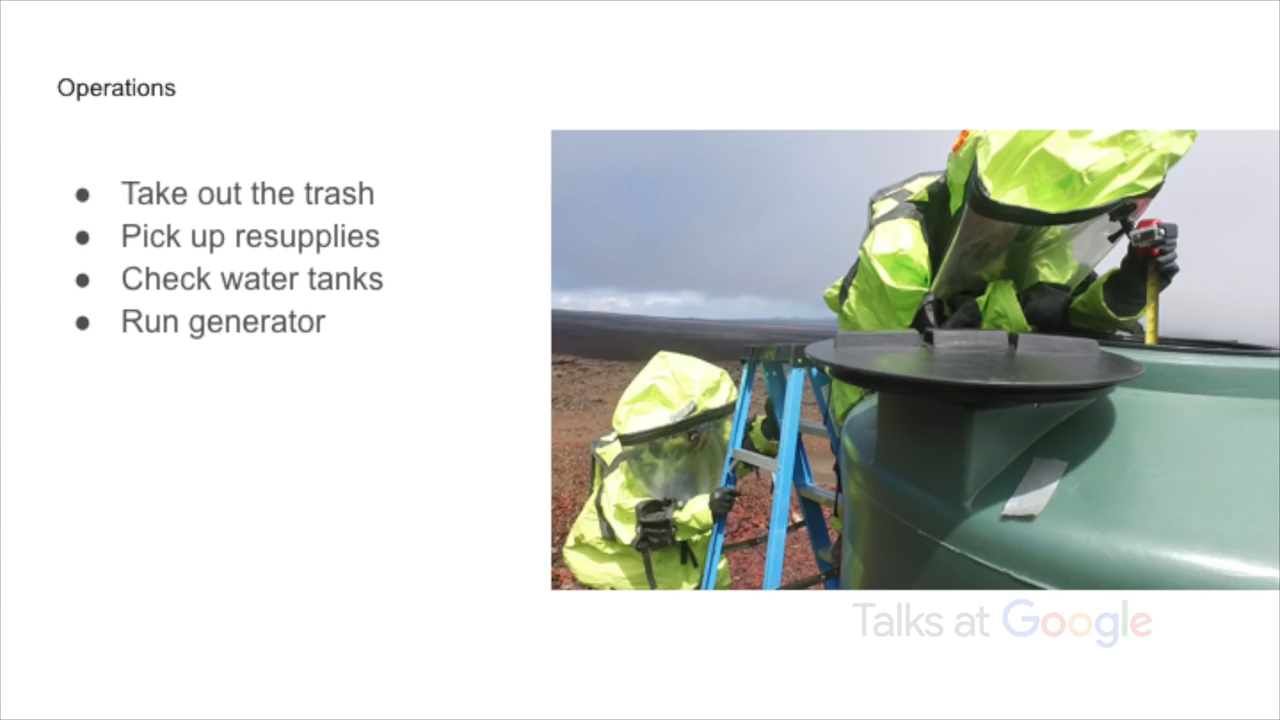 Operations
● Take out the trash
● Pick up resupplies
● Check water tanks
● Run generator
Talks at Google